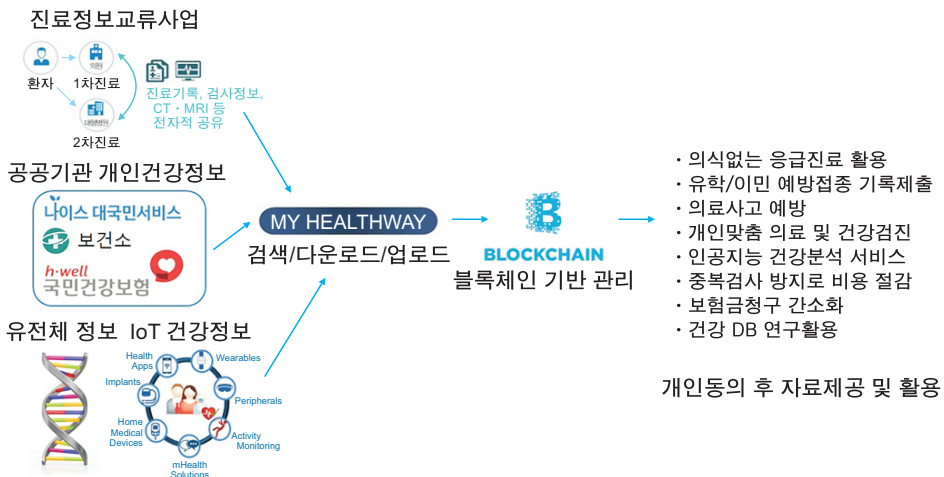 진료정보교류사업
의원
환자
1차진료
2차진료
진료기록, 검사정보,
CT·MRI 등
전자적 공유
공공기관 개인건강정보
나이스 대국민서비스
보건소
h·well
국민건강보험
유전체 정보 IoT 건강정보
Health
Apps
Wearables
Implants
Peripherals
Home
Medical
Devices
Activity
Monitoring
mHealth
Solutions
MY HEALTHWAY
검색/다운로드/업로드
BLOCKCHAIN
블록체인 기반 관리
· 의식없는 응급진료 활용
· 유학/이민 예방접종 기록제출
· 의료사고 예방
· 개인맞춤 의료 및 건강검진
· 인공지능 건강분석 서비스
· 중복검사 방지로 비용 절감
· 보험금청구 간소화
· 건강 DB 연구활용
개인동의 후 자료제공 및 활용